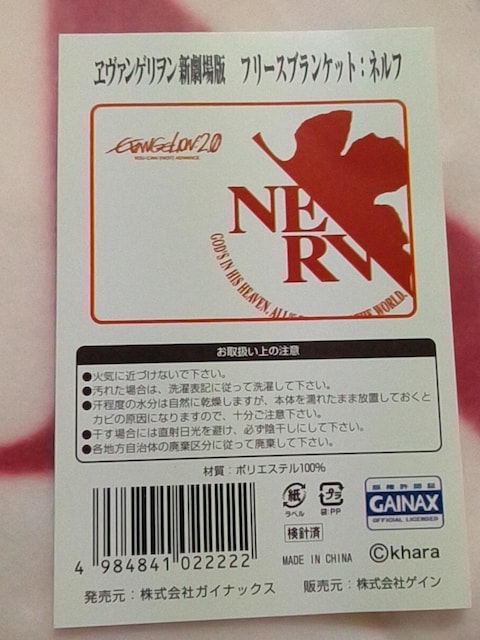 ヱヴァンゲリヲン新劇場版　フリースブランケット：ネルフ
EVANGELION:2.0
YOU CAN (NOT) ADVANCE.
NERV
GOD'S IN HIS HEAVEN. ALL'S THE WORLD.
お取扱い上の注意
●火気に近づけないで下さい。
●汚れた場合は、洗濯表記に従って洗濯して下さい。
●汗程度の水分は自然に乾燥しますが、本体を濡れたまま放置しておくと
カビの原因になりますので、十分ご注意下さい。
●干す場合には直射日光を避け、必ず陰干しにして下さい。
●各地方自治体の廃棄区分に従って廃棄して下さい。
材質：ポリエステル100%
紙
ラベル
プラ
袋:PP
検針済
MADE IN CHINA
版権許諾証
GAINAX
OFFICIAL LICENSED
©khara
4 984841 022222
発売元：株式会社ガイナックス　　販売元：株式会社ゲイン